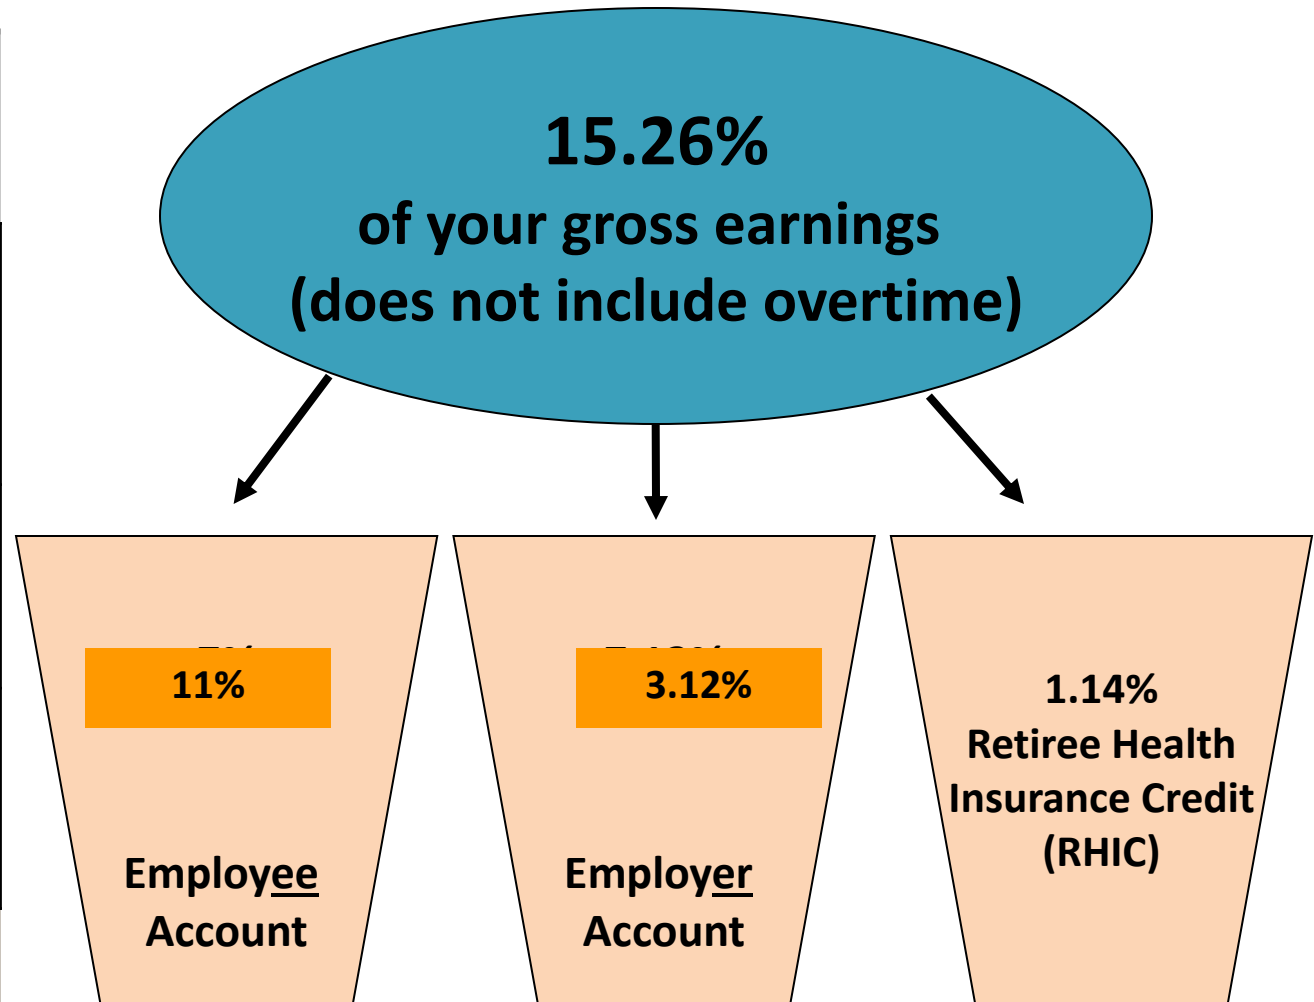 15.26%
of your gross earnings
(does not include overtime)
11%
Employee
Account
3.12%
Employer
Account
1.14%
Retiree Health
Insurance Credit
(RHIC)